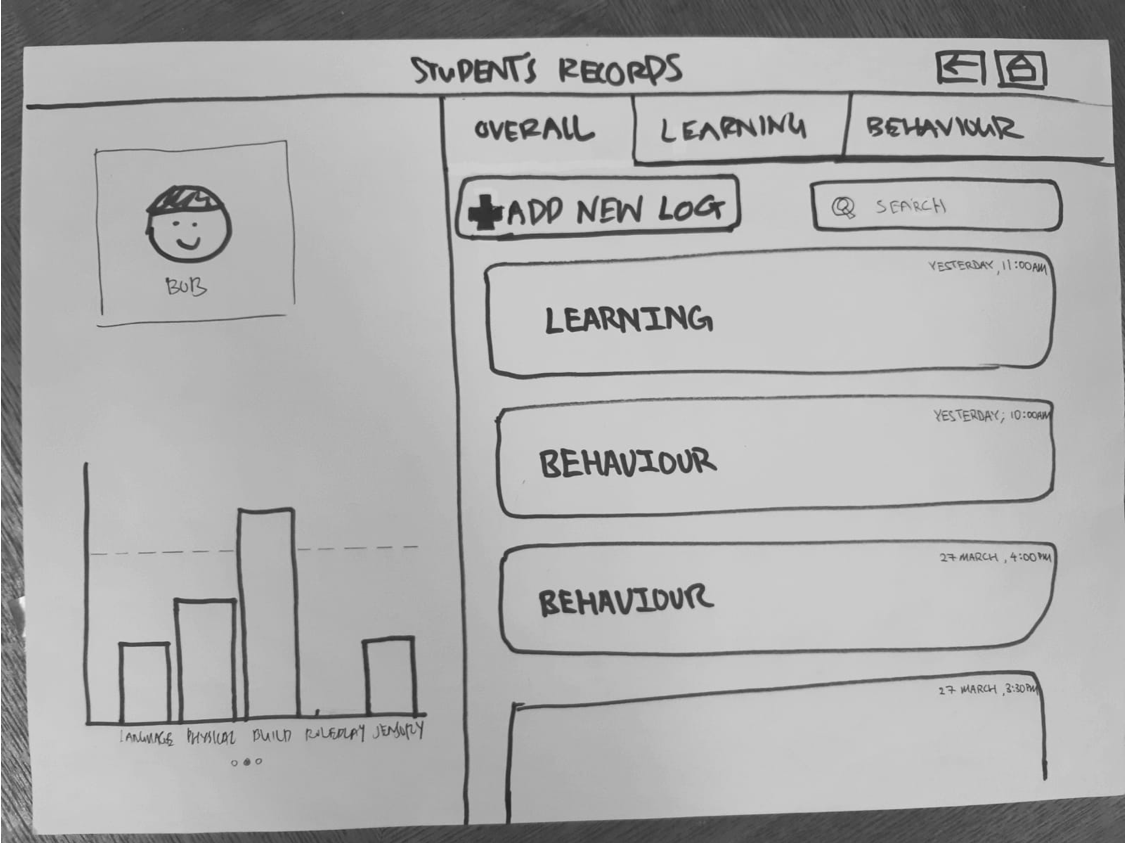 STUDENT'S RECORDS
OVERALL
LEARNING
BEHAVIOUR
BOB
ADD NEW LOG
SEARCH
YESTERDAY, 11:00AM
LEARNING
YESTERDAY, 10:00AM
BEHAVIOUR
27 MARCH, 4:00PM
BEHAVIOUR
27 MARCH, 3:30PM
LANGUAGE PHYSICAL BUILD ROLEPLAY SENSORY